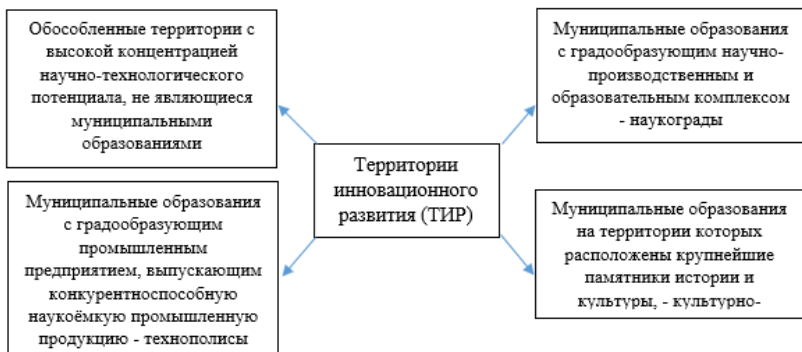 Обособленные территории с
высокой концентрацией
научно-технологического
потенциала, не являющиеся
муниципальными
образованиями
Муниципальные образования
с градообразующим научно-
производственным и
образовательным комплексом
- наукограды
Территории
инновационного
развития (ТИР)
Муниципальные образования
с градообразующим
промышленным
предприятием, выпускающим
конкурентноспособную
наукоёмкую промышленную
продукцию - технополисы
Муниципальные образования
на территории которых
расположены крупнейшие
памятники истории и
культуры, - культурно-